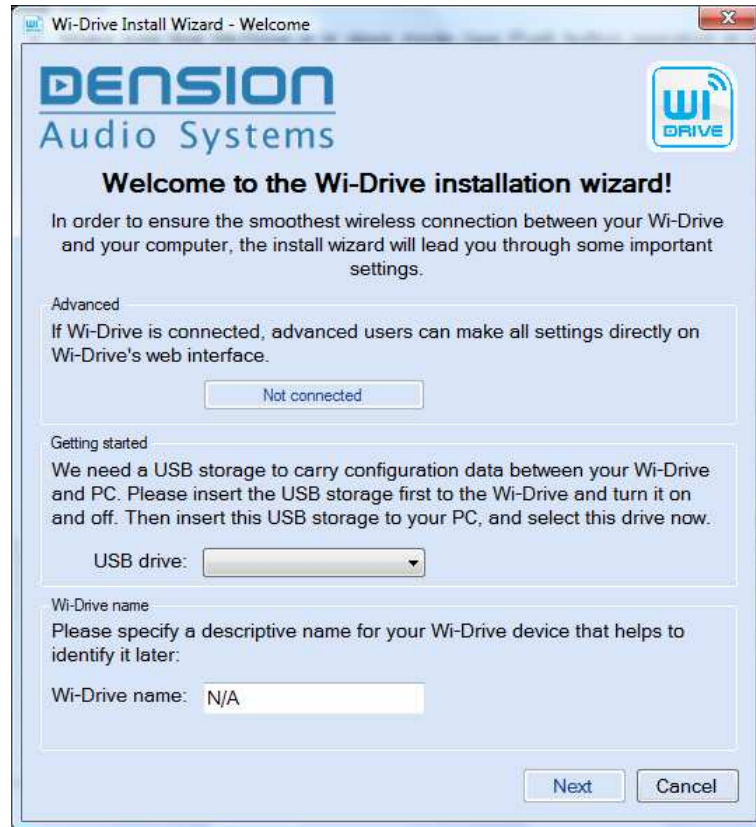 Wi-Drive Install Wizard - Welcome
DENSION
Audio Systems
WI
DRIVE
Welcome to the Wi-Drive installation wizard!
In order to ensure the smoothest wireless connection between your Wi-Drive
and your computer, the install wizard will lead you through some important
settings.
Advanced
If Wi-Drive is connected, advanced users can make all settings directly on
Wi-Drive's web interface.
Not connected
Getting started
We need a USB storage to carry configuration data between your Wi-Drive
and PC. Please insert the USB storage first to the Wi-Drive and turn it on
and off. Then insert this USB storage to your PC, and select this drive now.
USB drive:
Wi-Drive name
Please specify a descriptive name for your Wi-Drive device that helps to
identify it later:
Wi-Drive name: N/A
Next Cancel